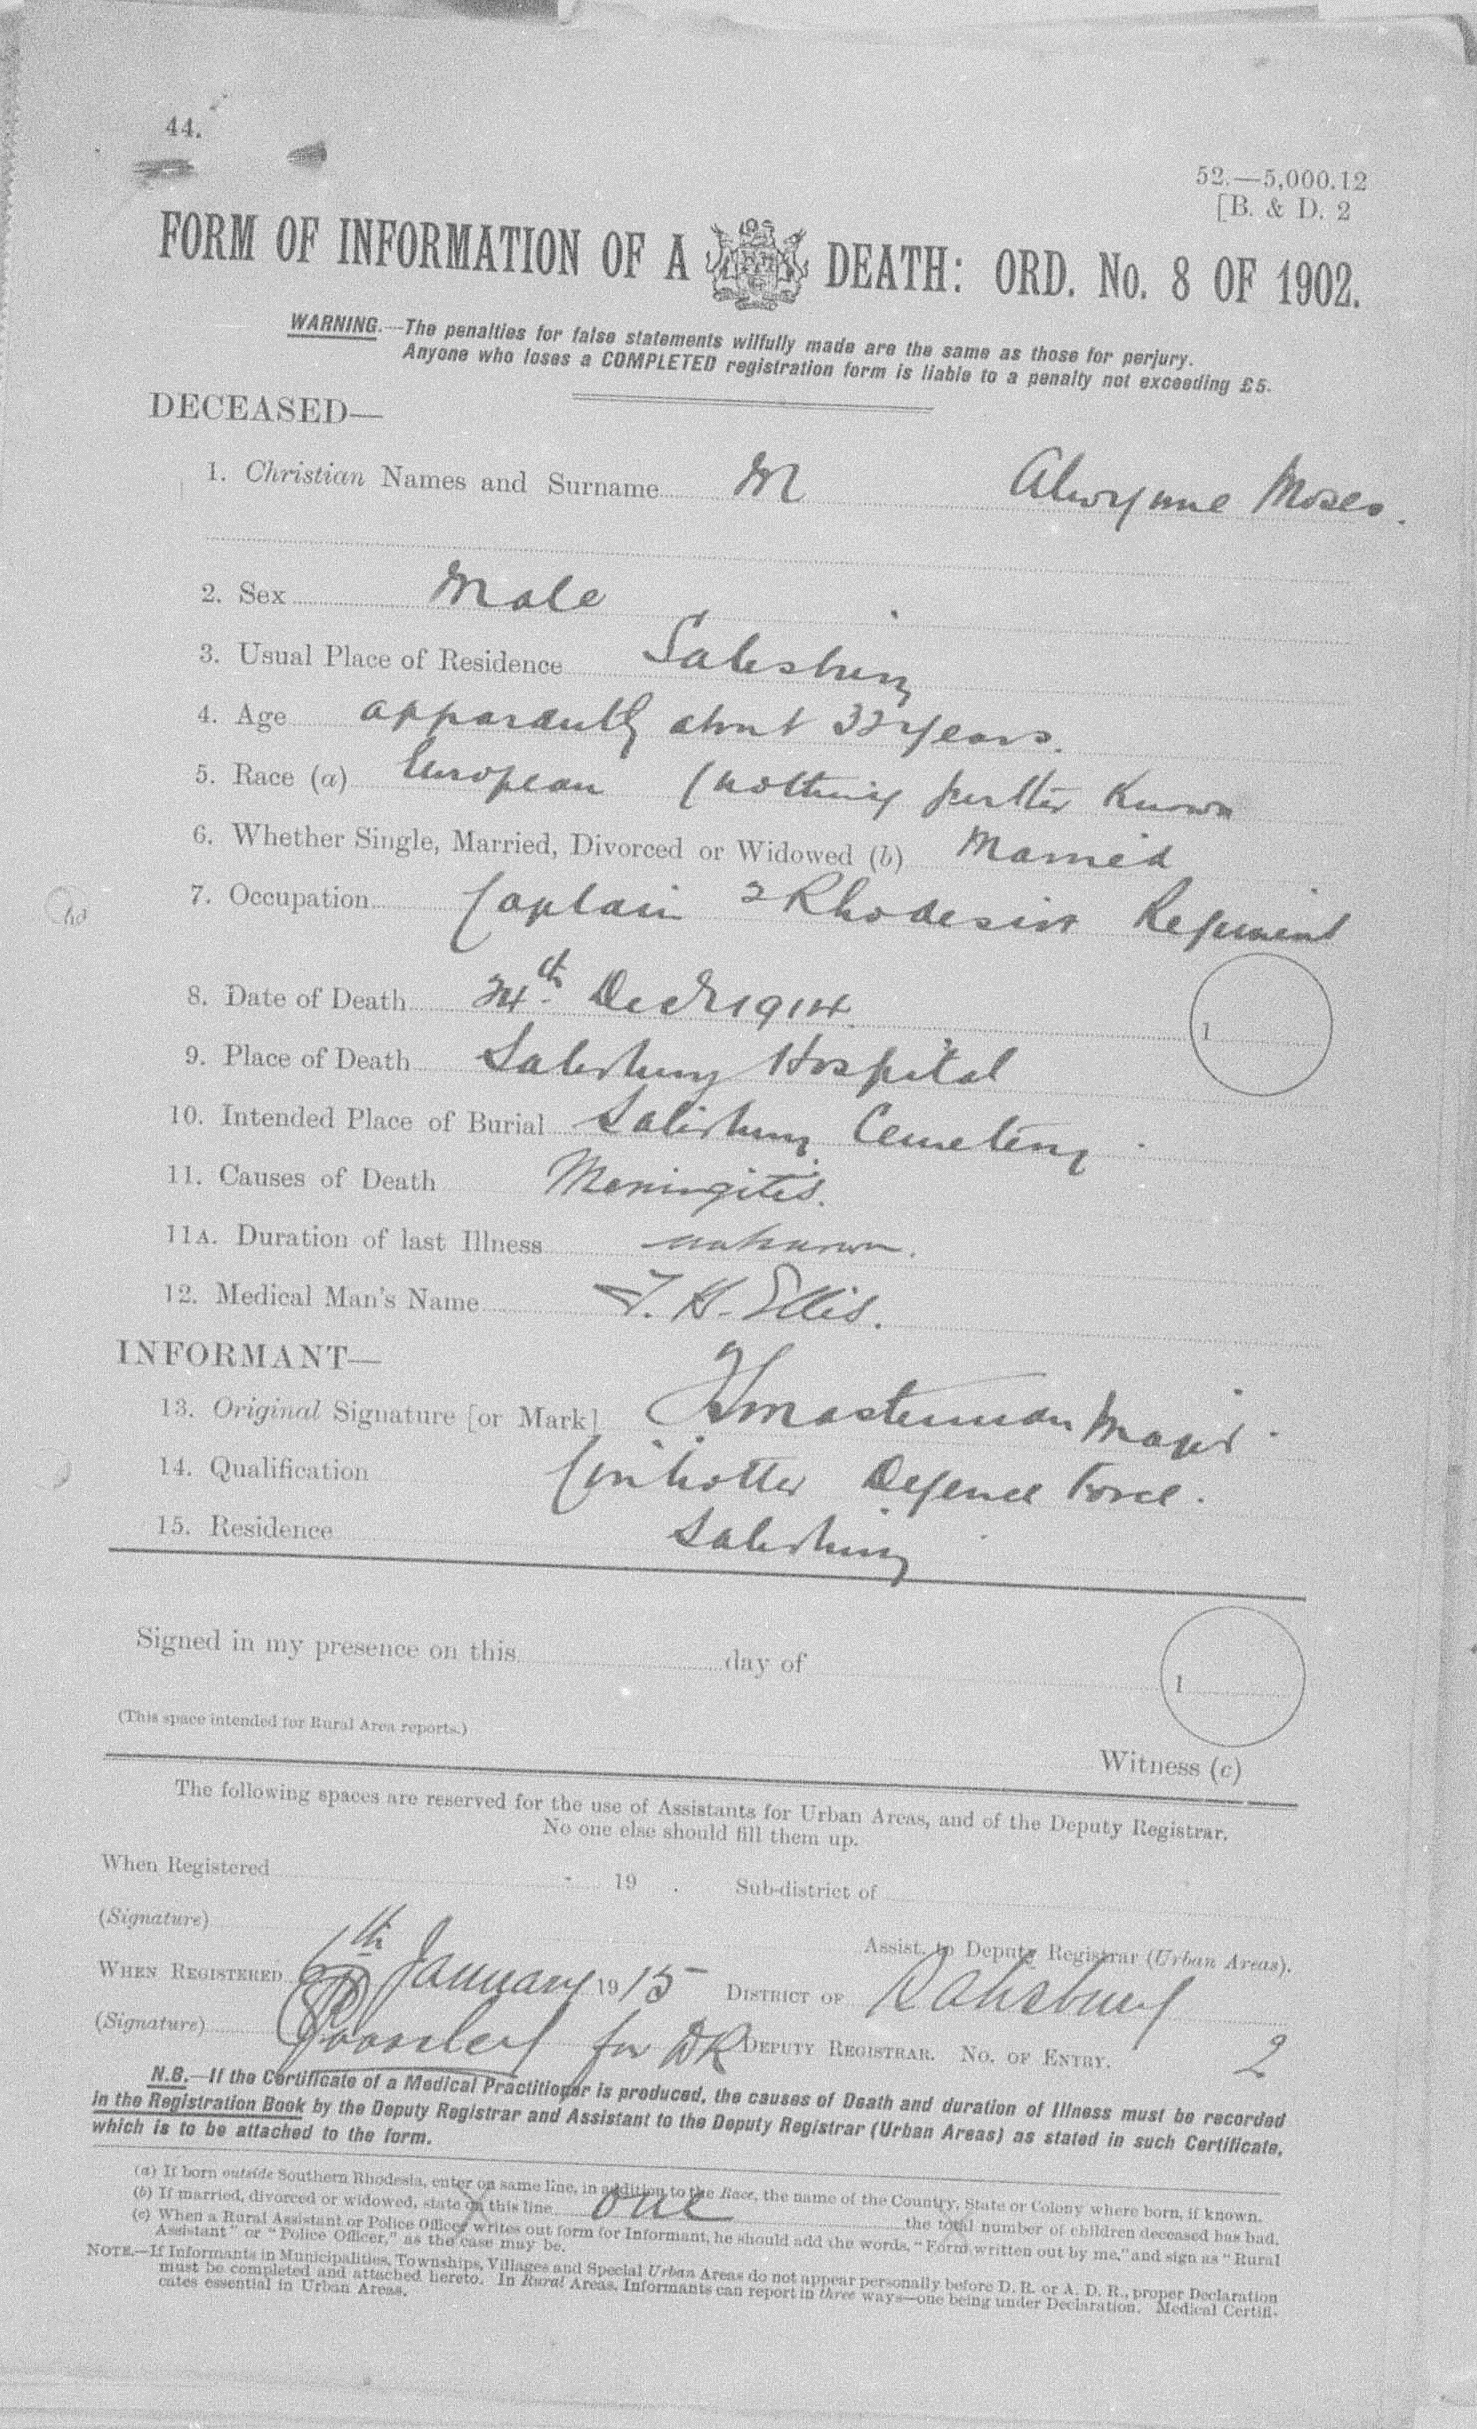 44.
52.—5,000.12
[B. & D. 2
FORM OF INFORMATION OF A DEATH: ORD. No. 8 OF 1902.
WARNING.—The penalties for false statements wilfully made are the same as those for perjury.
Anyone who loses a COMPLETED registration form is liable to a penalty not exceeding £5.
DECEASED—
1. Christian Names and Surname M Alwynne Moses.
2. Sex Male
3. Usual Place of Residence Salisbury
4. Age apparently about 32 years.
5. Race (a) European (nothing further known
6. Whether Single, Married, Divorced or Widowed (b) Married
7. Occupation Captain 2 Rhodesia Regiment
8. Date of Death 24th Decr 1914.
1
9. Place of Death Salisbury Hospital
10. Intended Place of Burial Salisbury Cemetery
11. Causes of Death Meningitis.
11A. Duration of last Illness unknown.
12. Medical Man's Name T. H. Ellis.
INFORMANT—
13. Original Signature [or Mark] Masterman Major
14. Qualification Controller Defence Force.
15. Residence Salisbury
Signed in my presence on this day of
1
(This space intended for Rural Area reports.)
Witness (c)
The following spaces are reserved for the use of Assistants for Urban Areas, and of the Deputy Registrar.
No one else should fill them up.
When Registered 19 . Sub-district of
(Signature)
Assist. to Deputy Registrar (Urban Areas).
WHEN REGISTERED 6th January 1915 DISTRICT OF Salisbury
(Signature) for DR DEPUTY REGISTRAR. No. OF ENTRY. 2
N.B.—If the Certificate of a Medical Practitioner is produced, the causes of Death and duration of Illness must be recorded
in the Registration Book by the Deputy Registrar and Assistant to the Deputy Registrar (Urban Areas) as stated in such Certificate,
which is to be attached to the form.
(a) If born outside Southern Rhodesia, enter on same line, in addition to the Race, the name of the Country, State or Colony where born, if known.
(b) If married, divorced or widowed, state on this line one the total number of children deceased has had.
(c) When a Rural Assistant or Police Officer writes out form for Informant, he should add the words, "Form written out by me," and sign as "Rural
Assistant" or "Police Officer," as the case may be.
NOTE.—If Informants in Municipalities, Townships, Villages and Special Urban Areas do not appear personally before D. R. or A. D. R., proper Declaration
must be completed and attached hereto. In Rural Areas, Informants can report in three ways—one being under Declaration. Medical Certifi-
cates essential in Urban Areas.